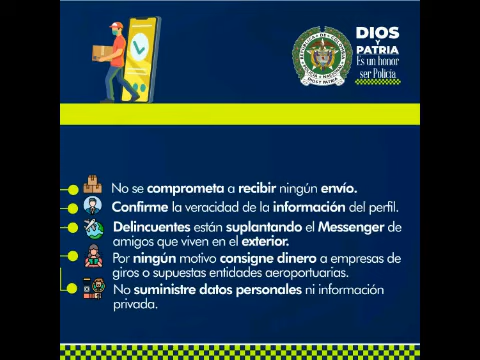 DIOS
Y
PATRIA
Es un honor
ser Policía
No se comprometa a recibir ningún envío.
Confirme la veracidad de la información del perfil.
Delincuentes están suplantando el Messenger de
amigos que viven en el exterior.
Por ningún motivo consigne dinero a empresas de
giros o supuestas entidades aeroportuarias.
No suministre datos personales ni información
privada.